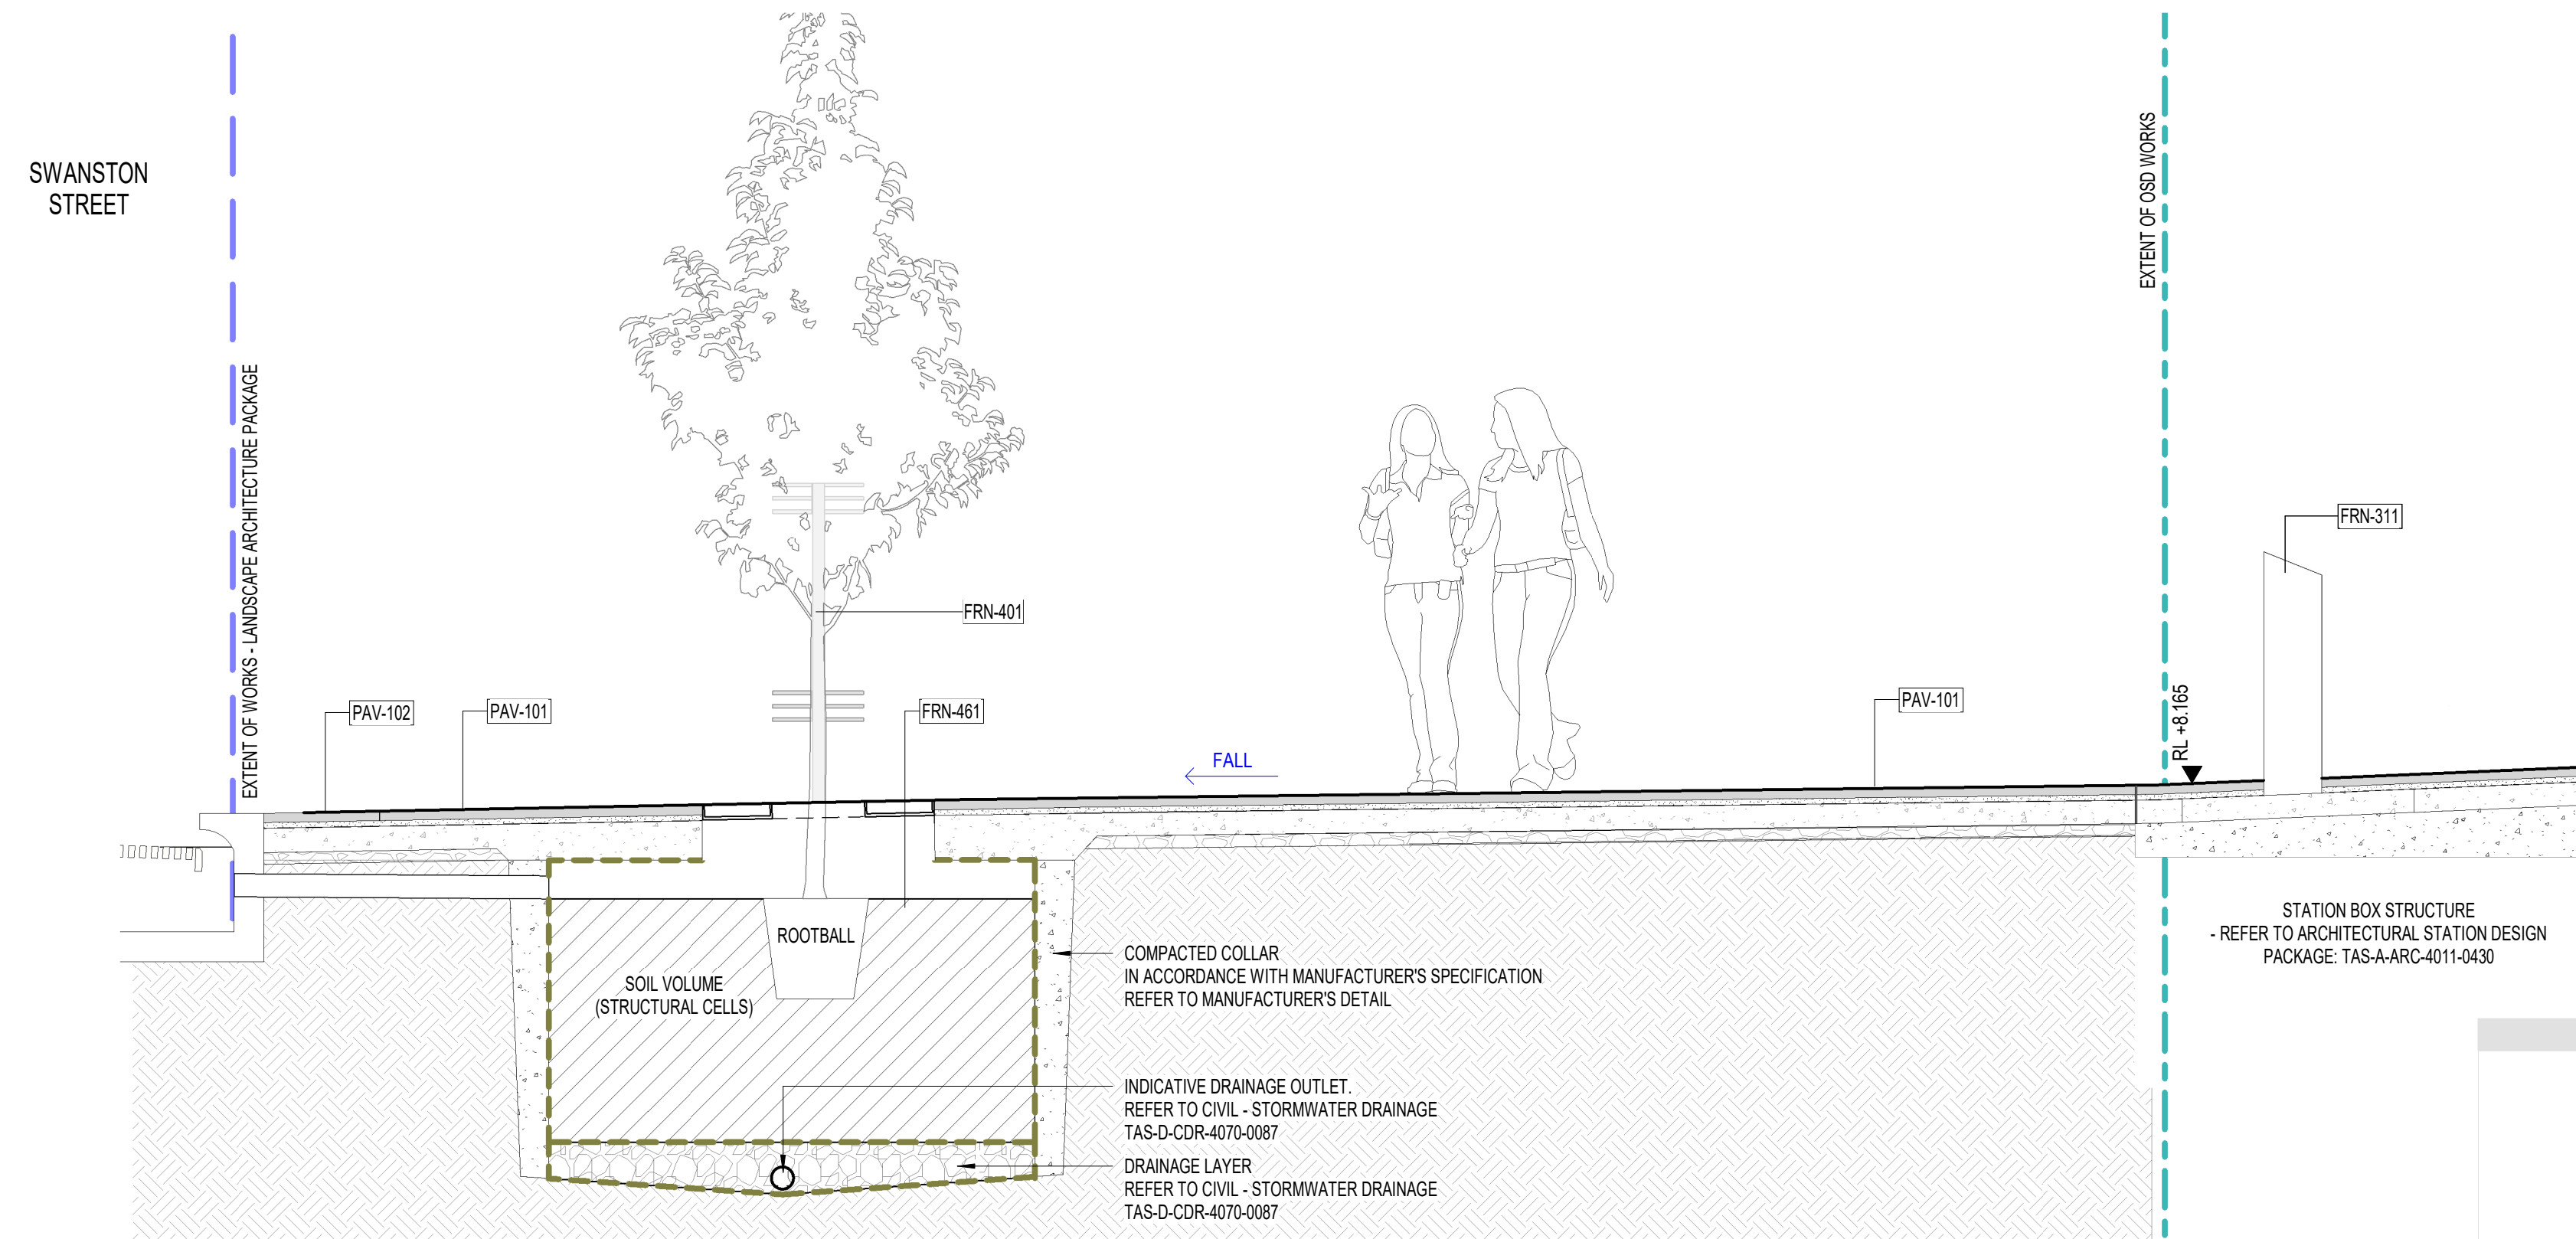 SWANSTON
STREET
EXTENT OF WORKS - LANDSCAPE ARCHITECTURE PACKAGE
EXTENT OF OSD WORKS
FRN-311
FRN-401
PAV-102
PAV-101
FRN-461
PAV-101
RL +8.165
FALL
ROOTBALL
SOIL VOLUME
(STRUCTURAL CELLS)
COMPACTED COLLAR
IN ACCORDANCE WITH MANUFACTURER'S SPECIFICATION
REFER TO MANUFACTURER'S DETAIL
STATION BOX STRUCTURE
- REFER TO ARCHITECTURAL STATION DESIGN
PACKAGE: TAS-A-ARC-4011-0430
INDICATIVE DRAINAGE OUTLET.
REFER TO CIVIL - STORMWATER DRAINAGE
TAS-D-CDR-4070-0087
DRAINAGE LAYER
REFER TO CIVIL - STORMWATER DRAINAGE
TAS-D-CDR-4070-0087